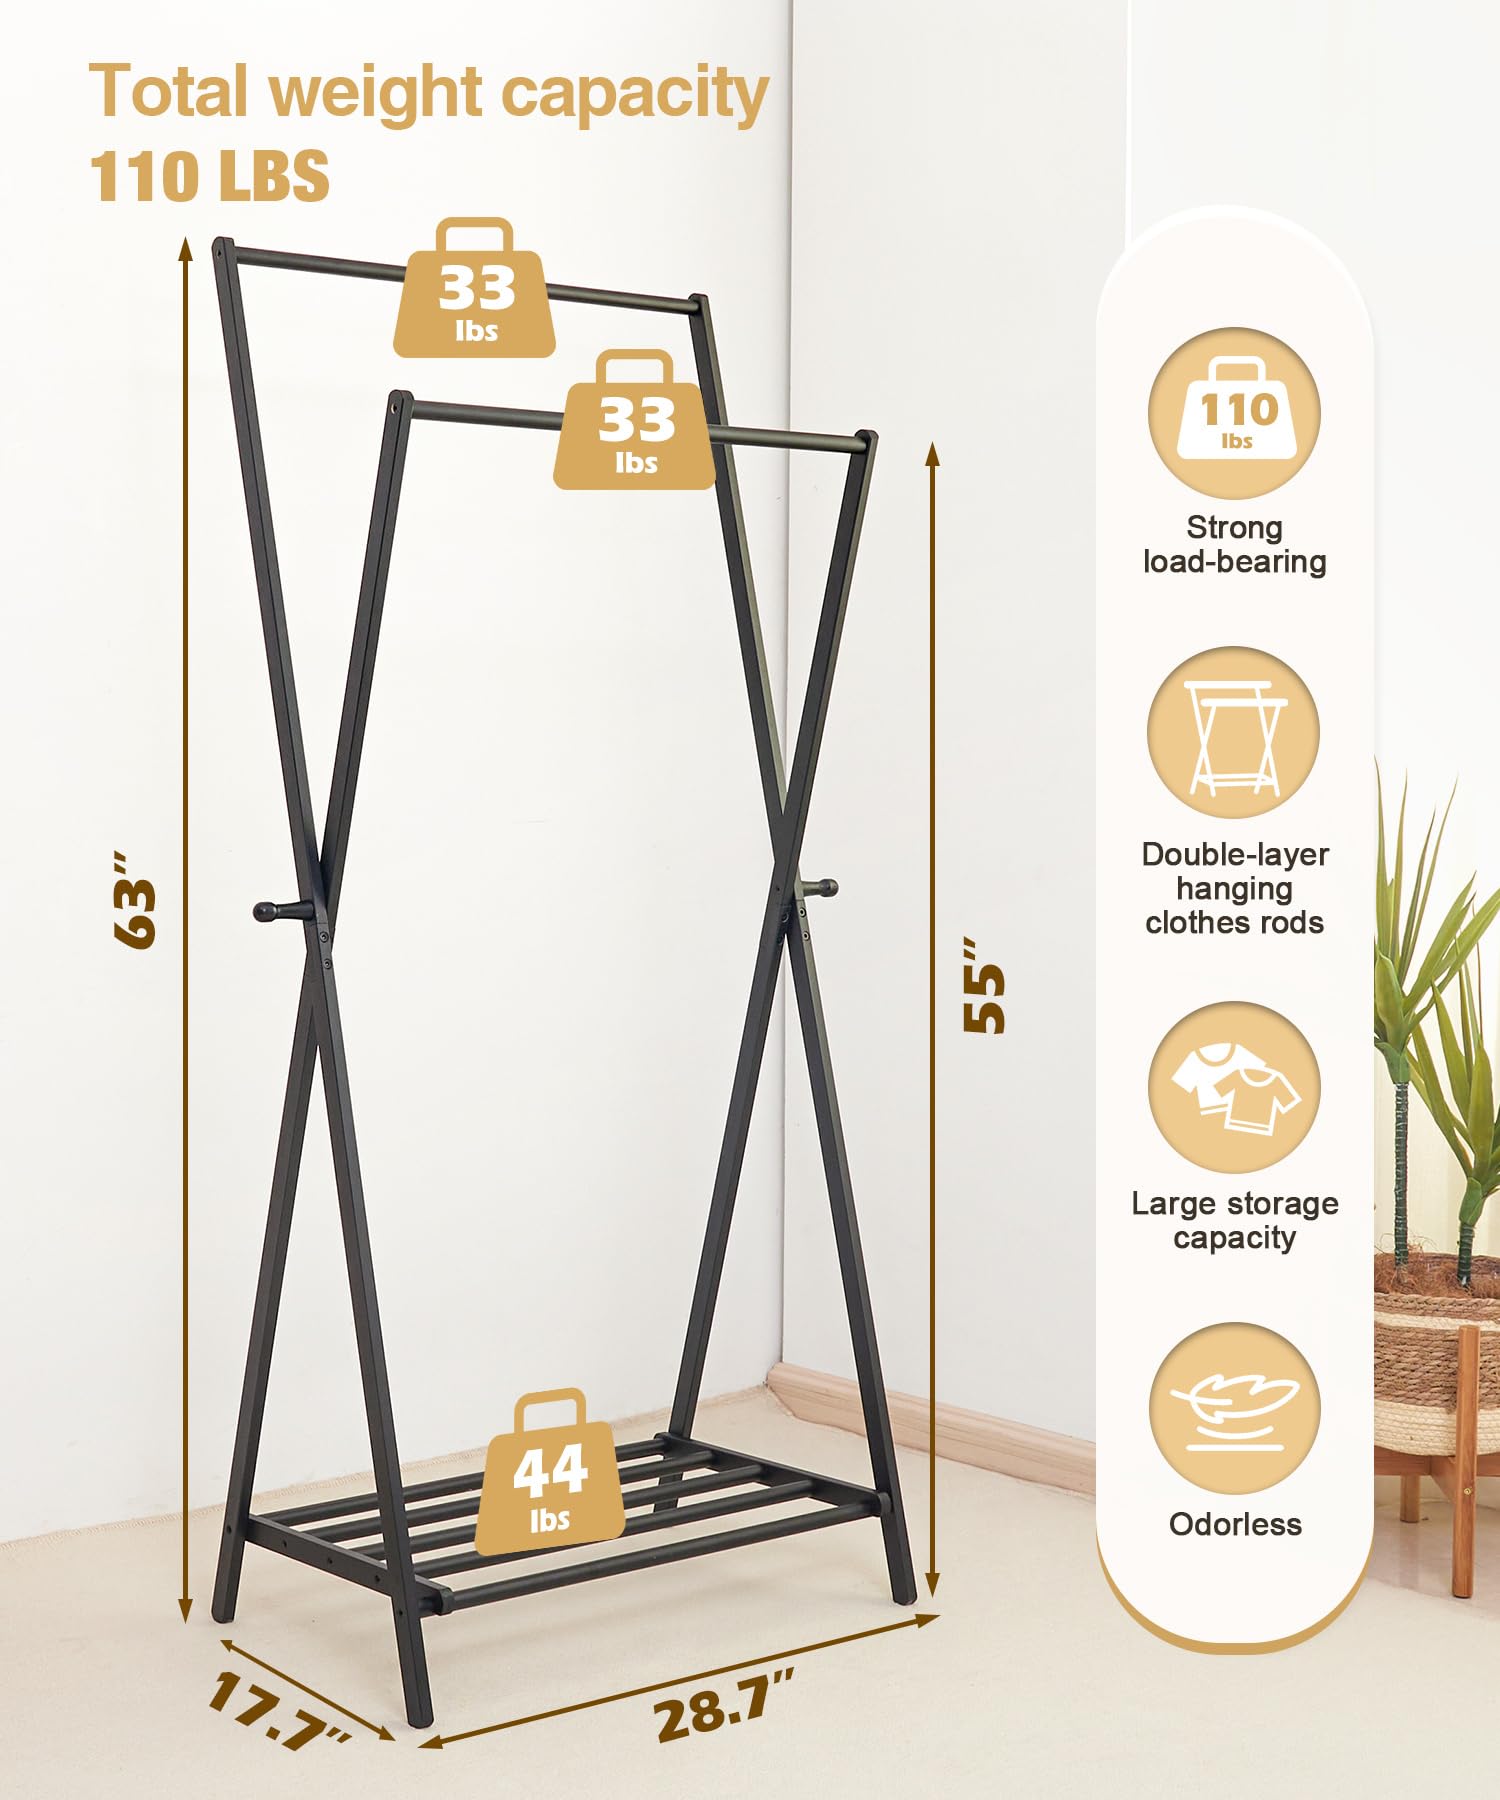 Total weight capacity
110 LBS
33
lbs
33
lbs
63"
55"
44
lbs
17.7"
28.7"
110
lbs
Strong
load-bearing
Double-layer
hanging
clothes rods
Large storage
capacity
Odorless